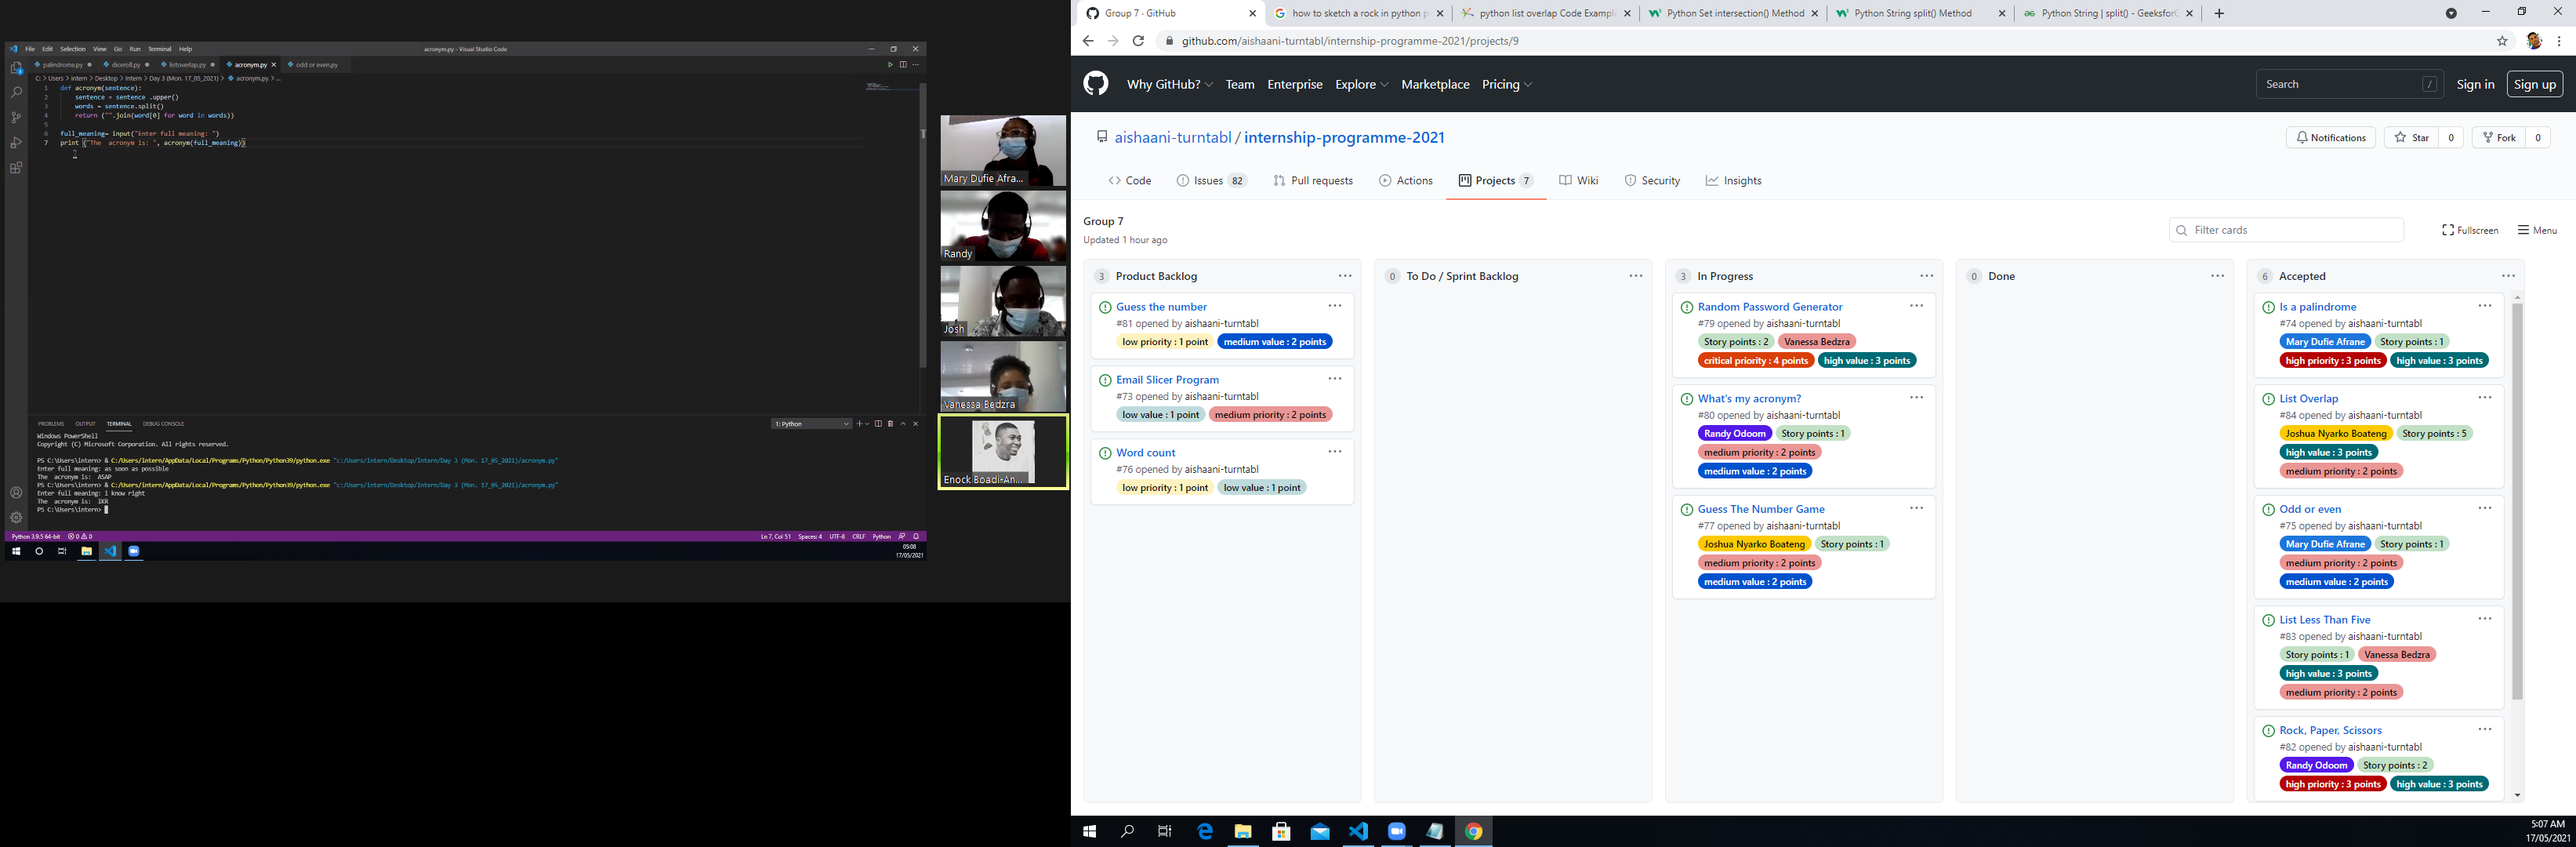 File Edit Selection View Go Run Terminal Help
acronym.py - Visual Studio Code
palindrome.py diceroll.py listoverlap.py acronym.py odd or even.py
C: > Users > intern > Desktop > Intern > Day 3 (Mon. 17_05_2021) > acronym.py > ...
1 def acronym(sentence):
2 sentence = sentence .upper()
3 words = sentence.split()
4 return ("".join(word[0] for word in words))
5
6 full_meaning= input("Enter full meaning: ")
7 print ("The  acronym is: ", acronym(full_meaning))
PROBLEMS OUTPUT TERMINAL DEBUG CONSOLE
1: Python
Windows PowerShell
Copyright (C) Microsoft Corporation. All rights reserved.
PS C:\Users\intern> & C:/Users/intern/AppData/Local/Programs/Python/Python39/python.exe "c:/Users/intern/Desktop/Intern/Day 3 (Mon. 17_05_2021)/acronym.py"
Enter full meaning: as soon as possible
The  acronym is:  ASAP
PS C:\Users\intern> & C:/Users/intern/AppData/Local/Programs/Python/Python39/python.exe "c:/Users/intern/Desktop/Intern/Day 3 (Mon. 17_05_2021)/acronym.py"
Enter full meaning: i know right
The  acronym is:  IKR
PS C:\Users\intern>
Python 3.9.5 64-bit 0 0
Ln 7, Col 51 Spaces: 4 UTF-8 CRLF Python
05:08
17/05/2021
Mary Dufie Afra...
Randy
Josh
Vanessa Bedzra
Enock Boadi-An...
Group 7 · GitHub
how to sketch a rock in python p
python list overlap Code Example
Python Set intersection() Method
Python String split() Method
Python String | split() - GeeksforG
github.com/aishaani-turntabl/internship-programme-2021/projects/9
Why GitHub? Team Enterprise Explore Marketplace Pricing
Search /
Sign in
Sign up
aishaani-turntabl / internship-programme-2021
Notifications
Star 0
Fork 0
Code Issues 82 Pull requests Actions Projects 7 Wiki Security Insights
Group 7
Updated 1 hour ago
Filter cards
Fullscreen
Menu
3 Product Backlog
Guess the number
#81 opened by aishaani-turntabl
low priority : 1 point medium value : 2 points
Email Slicer Program
#73 opened by aishaani-turntabl
low value : 1 point medium priority : 2 points
Word count
#76 opened by aishaani-turntabl
low priority : 1 point low value : 1 point
0 To Do / Sprint Backlog
3 In Progress
Random Password Generator
#79 opened by aishaani-turntabl
Story points : 2 Vanessa Bedzra
critical priority : 4 points high value : 3 points
What's my acronym?
#80 opened by aishaani-turntabl
Randy Odoom Story points : 1
medium priority : 2 points
medium value : 2 points
Guess The Number Game
#77 opened by aishaani-turntabl
Joshua Nyarko Boateng Story points : 1
medium priority : 2 points
medium value : 2 points
0 Done
6 Accepted
Is a palindrome
#74 opened by aishaani-turntabl
Mary Dufie Afrane Story points : 1
high priority : 3 points high value : 3 points
List Overlap
#84 opened by aishaani-turntabl
Joshua Nyarko Boateng Story points : 5
high value : 3 points
medium priority : 2 points
Odd or even
#75 opened by aishaani-turntabl
Mary Dufie Afrane Story points : 1
medium priority : 2 points
medium value : 2 points
List Less Than Five
#83 opened by aishaani-turntabl
Story points : 1 Vanessa Bedzra
high value : 3 points
medium priority : 2 points
Rock, Paper, Scissors
#82 opened by aishaani-turntabl
Randy Odoom Story points : 2
high priority : 3 points high value : 3 points
5:07 AM
17/05/2021